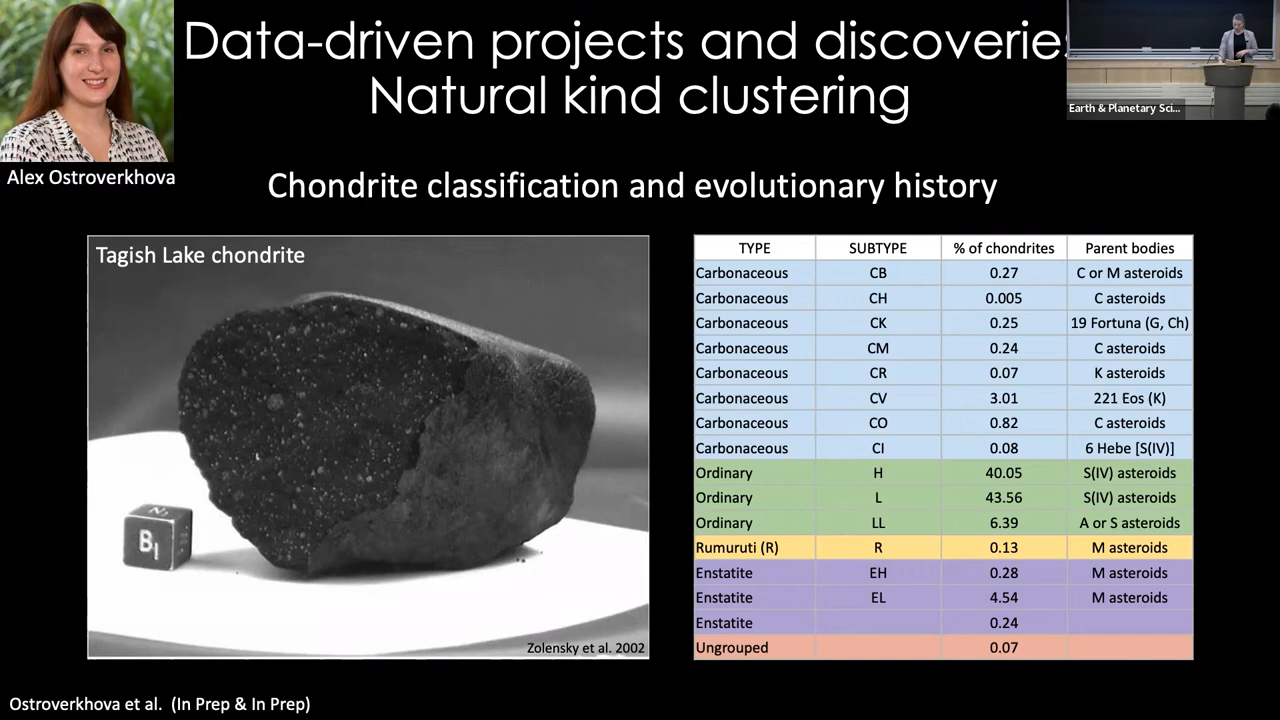 Data-driven projects and discoveries
Natural kind clustering
Earth & Planetary Sci...
Alex Ostroverkhova
Chondrite classification and evolutionary history
Tagish Lake chondrite
B1
Zolensky et al. 2002
TYPE SUBTYPE % of chondrites Parent bodies
Carbonaceous CB 0.27 C or M asteroids
Carbonaceous CH 0.005 C asteroids
Carbonaceous CK 0.25 19 Fortuna (G, Ch)
Carbonaceous CM 0.24 C asteroids
Carbonaceous CR 0.07 K asteroids
Carbonaceous CV 3.01 221 Eos (K)
Carbonaceous CO 0.82 C asteroids
Carbonaceous CI 0.08 6 Hebe [S(IV)]
Ordinary H 40.05 S(IV) asteroids
Ordinary L 43.56 S(IV) asteroids
Ordinary LL 6.39 A or S asteroids
Rumuruti (R) R 0.13 M asteroids
Enstatite EH 0.28 M asteroids
Enstatite EL 4.54 M asteroids
Enstatite 0.24
Ungrouped 0.07
Ostroverkhova et al. (In Prep & In Prep)